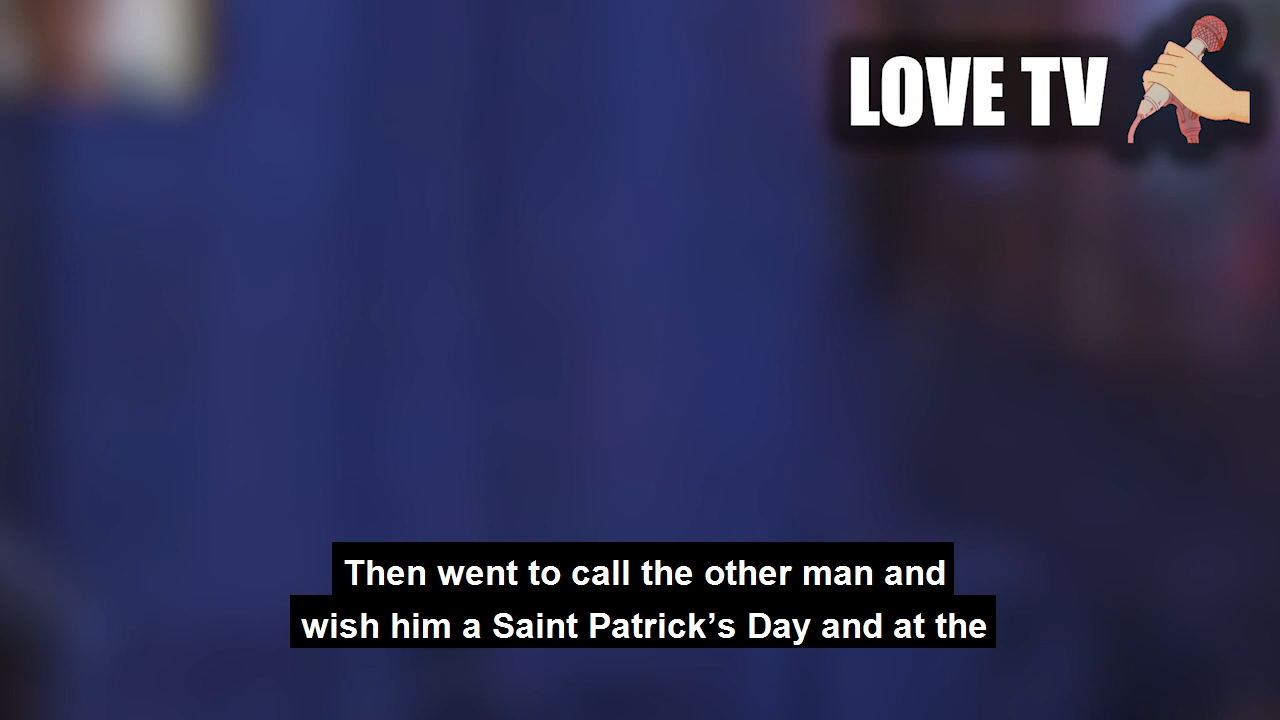 LOVE TV
Then went to call the other man and
wish him a Saint Patrick’s Day and at the